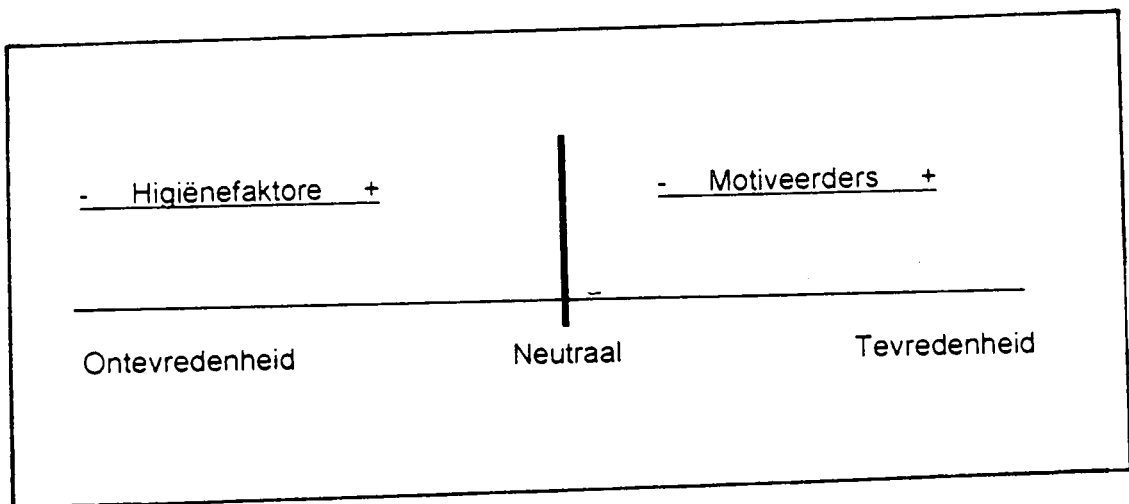 - Higiënefaktore + - Motiveerders +
Ontevredenheid Neutraal Tevredenheid